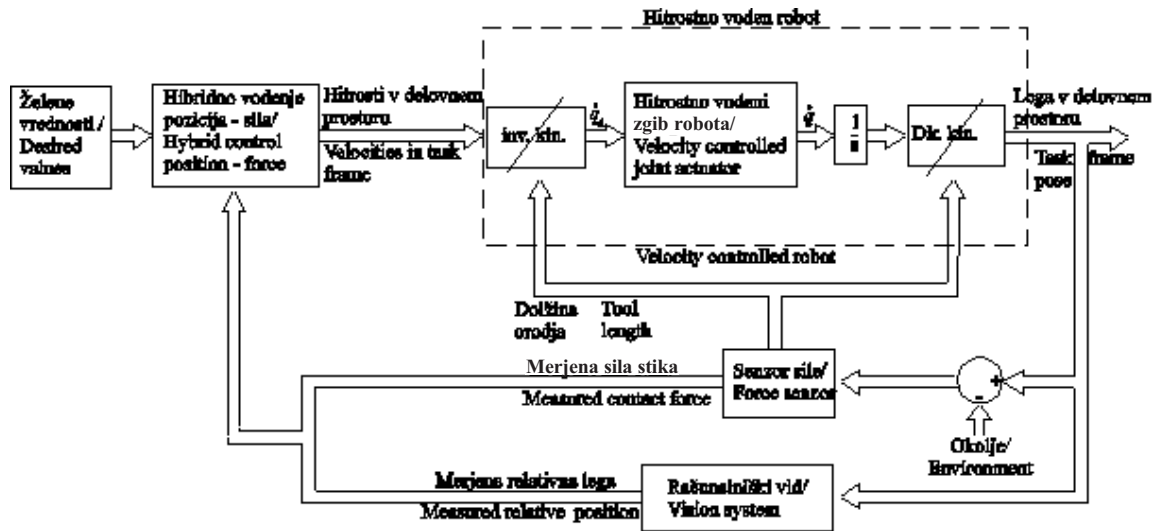 Hitrostno voden robot
Želene
vrednosti /
Desired
values
Hibridno vodenje
pozicija - sila/
Hybrid control
position - force
Hitrosti v delovnem
prostoru
Velocities in task
frame
inv. kin.
q̇d
Hitrostno vodeni
zgib robota/
Velocity controlled
joint actuator
q̇
1
s
Dir. kin.
Lega v delovnem
prostoru
Task frame
pose
Velocity controlled robot
Dolžina Tool
orodja length
Merjena sila stika
Measured contact force
Senzor sile/
Force sensor
+
-
Okolje/
Environment
Merjena relativna lega
Measured relative position
Računalniški vid/
Vision system